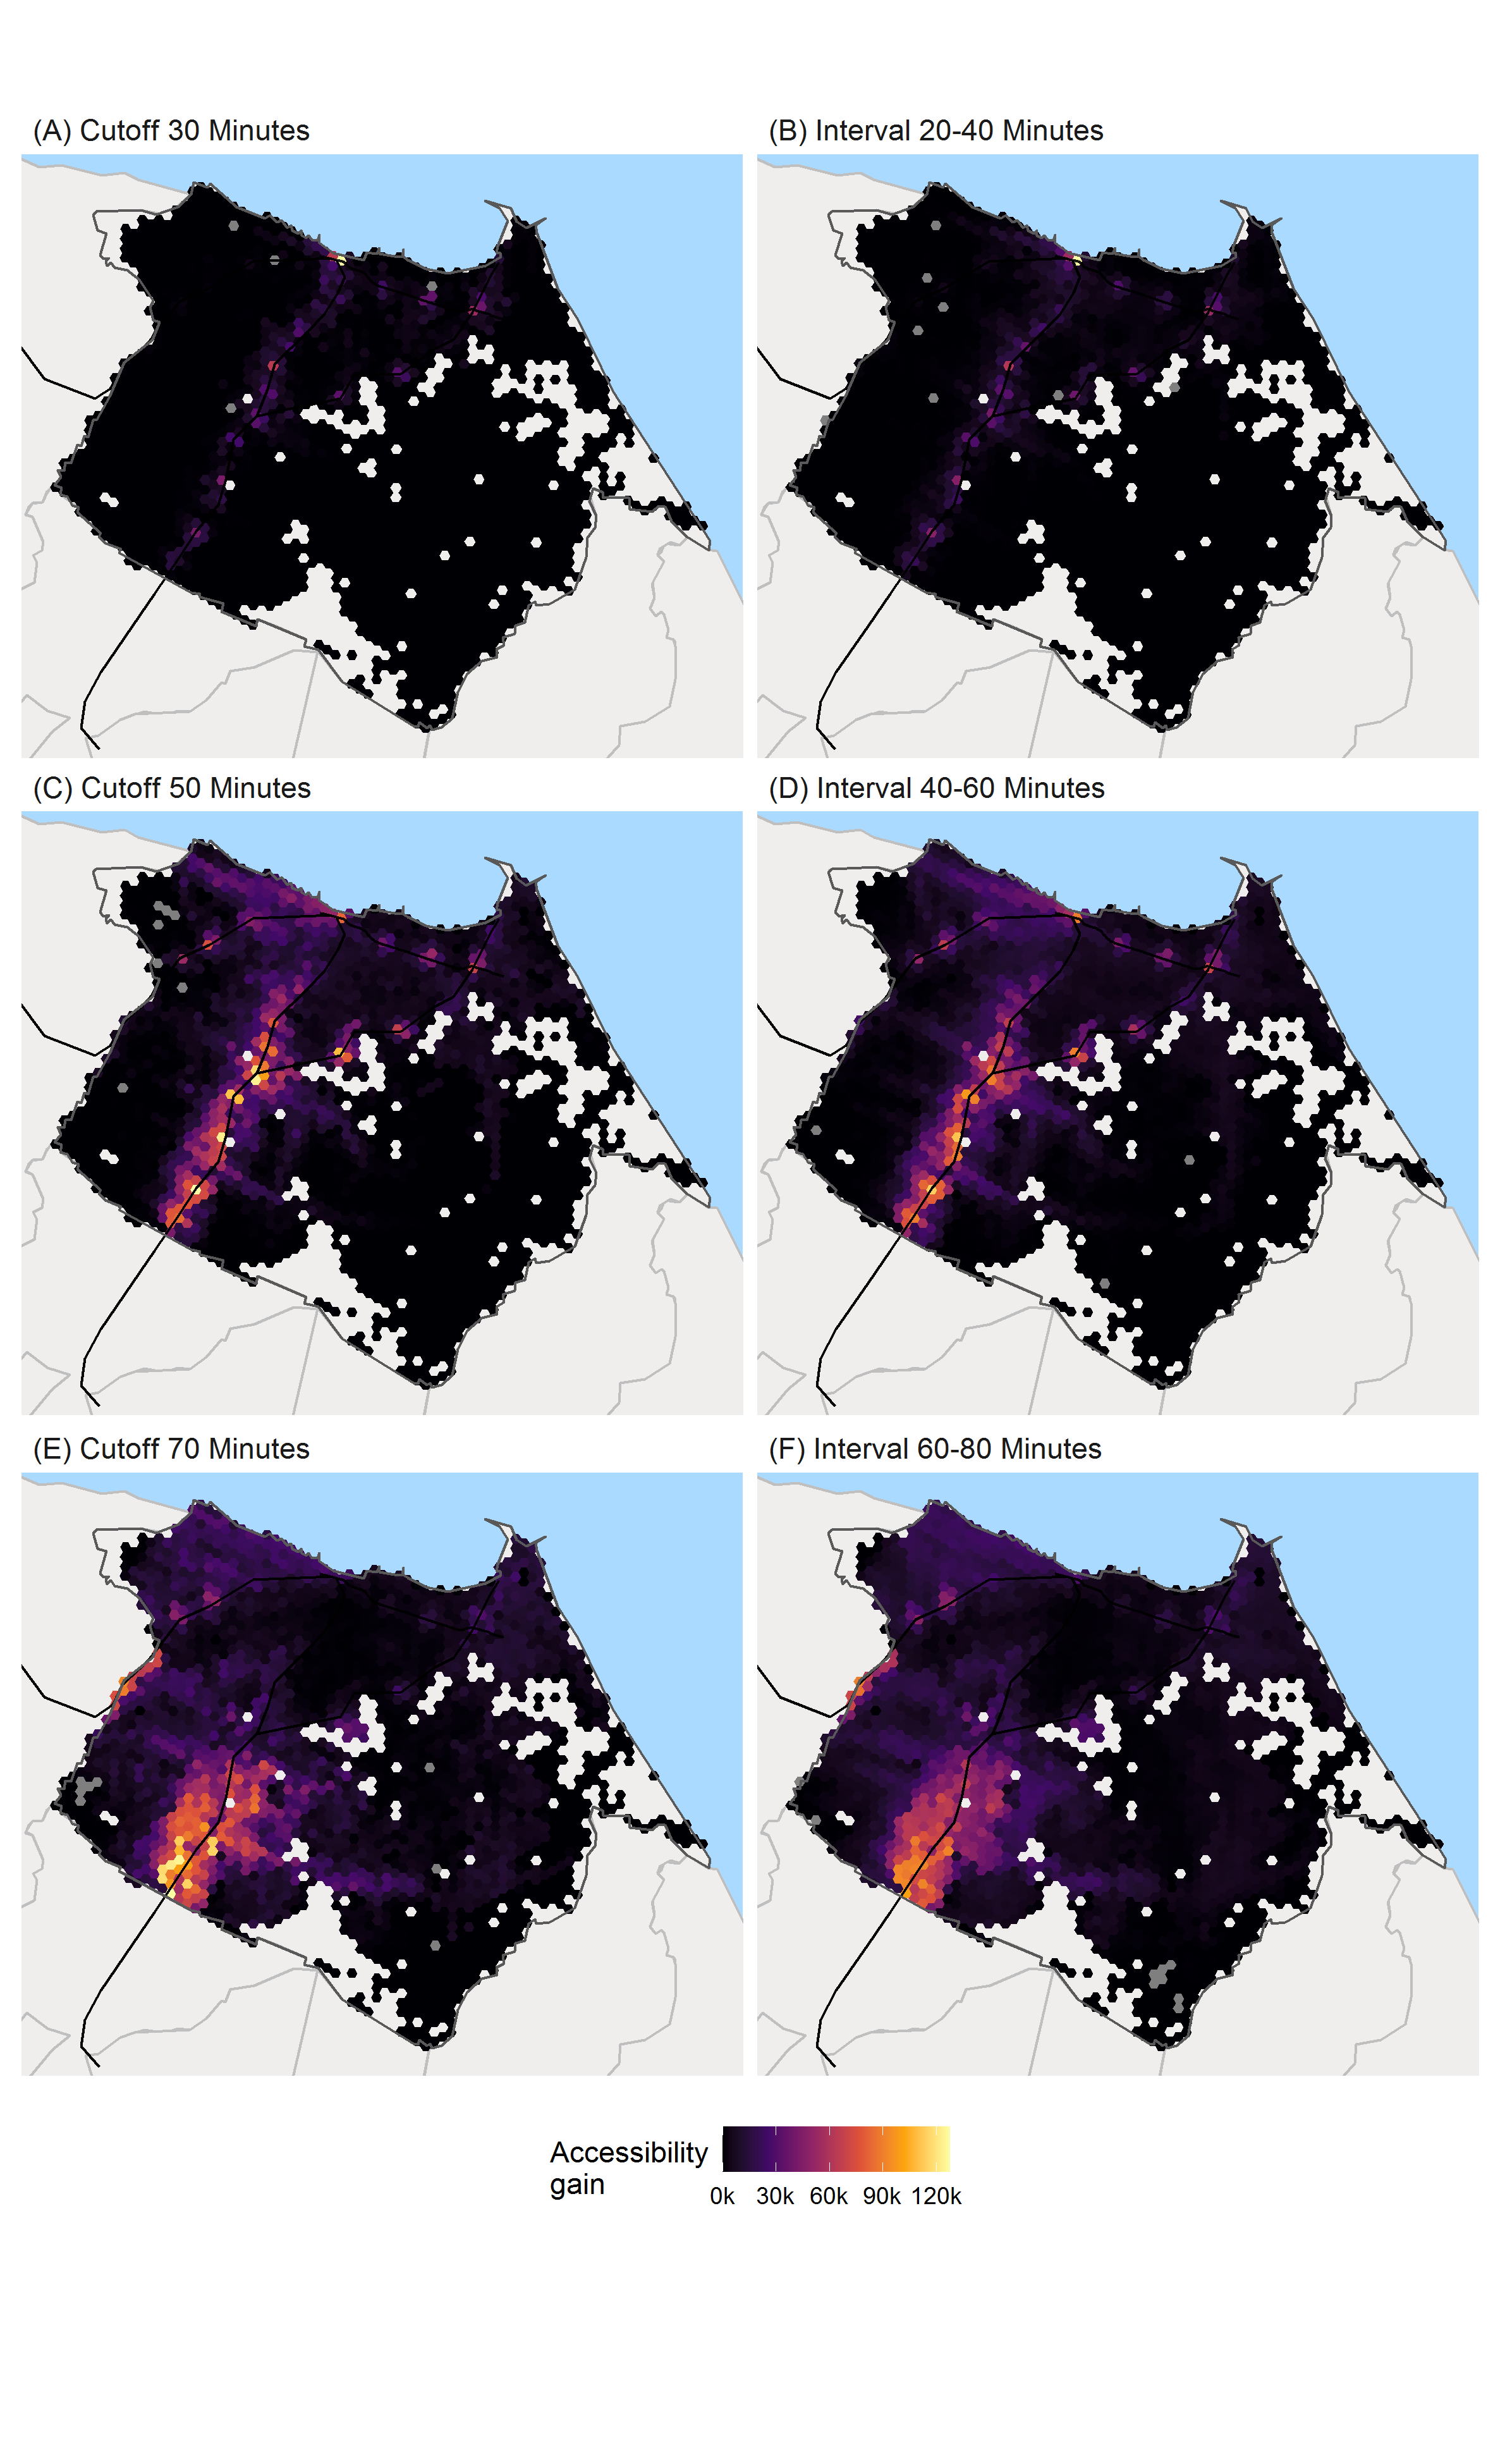 (A) Cutoff 30 Minutes
(B) Interval 20-40 Minutes
(C) Cutoff 50 Minutes
(D) Interval 40-60 Minutes
(E) Cutoff 70 Minutes
(F) Interval 60-80 Minutes
Accessibility
gain
0k 30k 60k 90k 120k